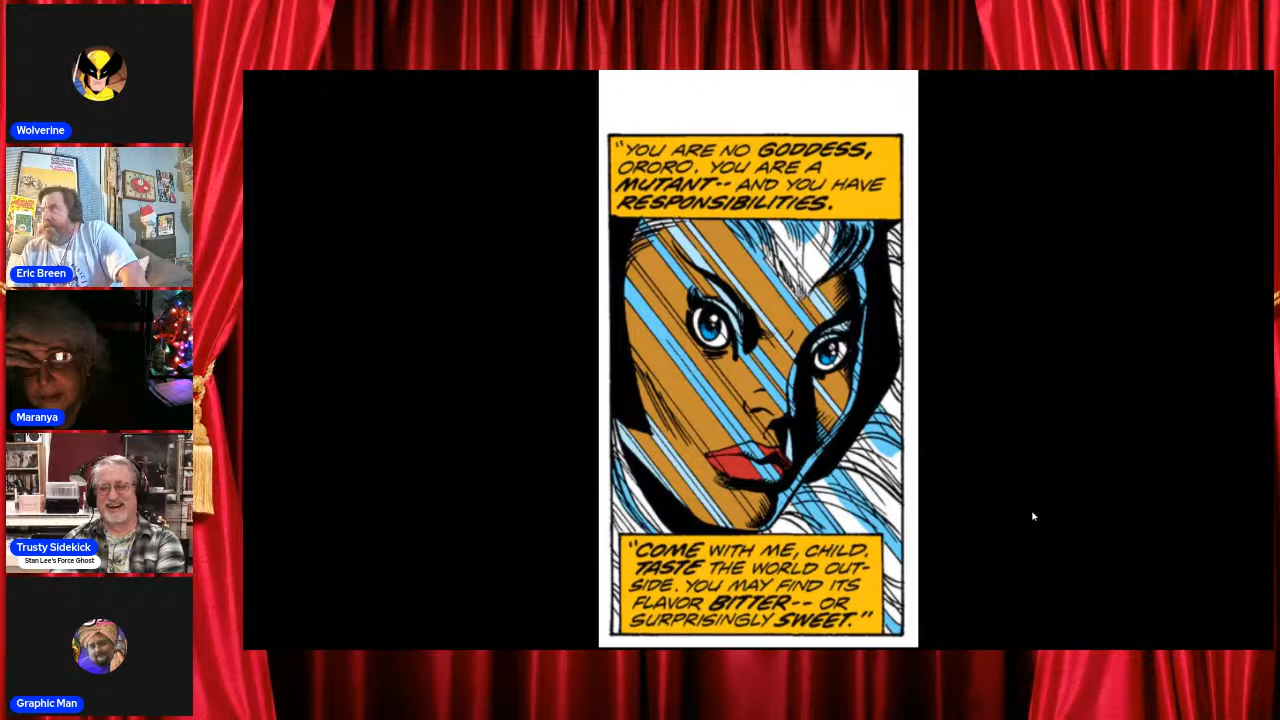 Wolverine
Eric Breen
Maranya
Trusty Sidekick
Stan Lee's Force Ghost
Graphic Man
"YOU ARE NO GODDESS,
ORORO. YOU ARE A
MUTANT-- AND YOU HAVE
RESPONSIBILITIES.
"COME WITH ME, CHILD.
TASTE THE WORLD OUT-
SIDE. YOU MAY FIND ITS
FLAVOR BITTER-- OR
SURPRISINGLY SWEET."